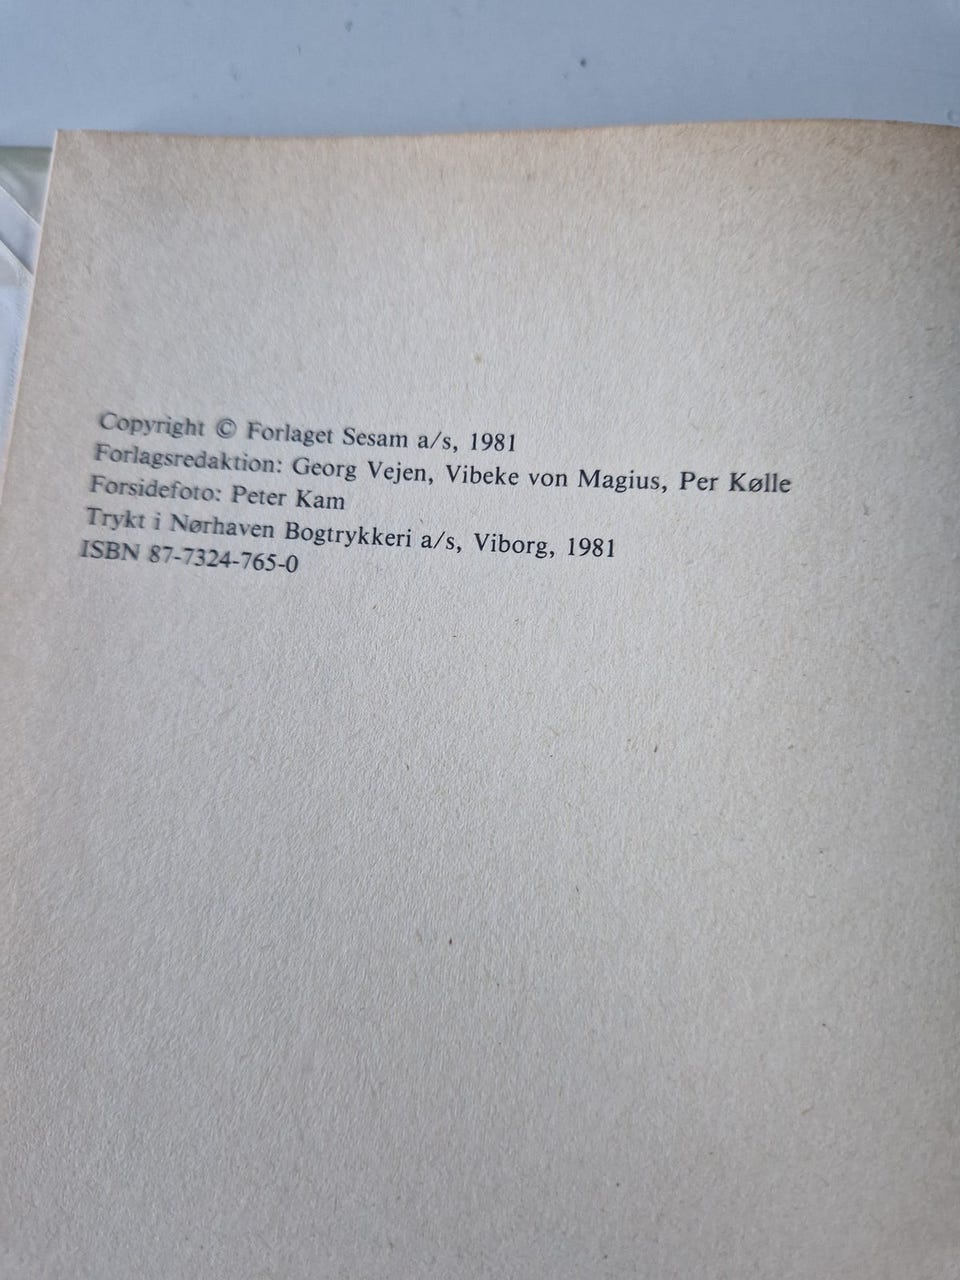 Copyright © Forlaget Sesam a/s, 1981
Forlagsredaktion: Georg Vejen, Vibeke von Magius, Per Kølle
Forsidefoto: Peter Kam
Trykt i Nørhaven Bogtrykkeri a/s, Viborg, 1981
ISBN 87-7324-765-0